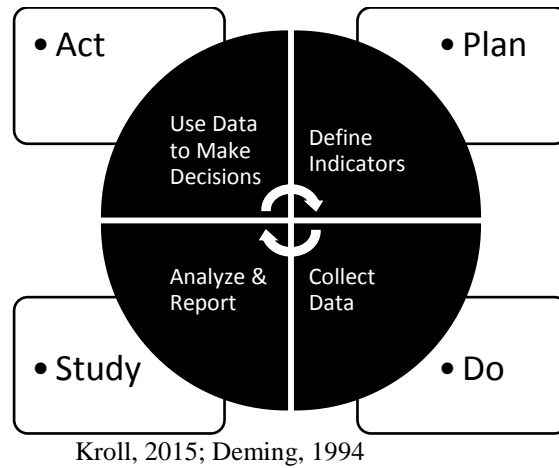 • Act
• Plan
Use Data
to Make
Decisions
Define
Indicators
Analyze &
Report
Collect
Data
• Study
• Do
Kroll, 2015; Deming, 1994